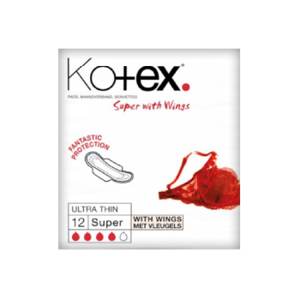 Kotex.
Super with Wings
FANTASTIC
PROTECTION
ULTRA THIN
12 Super
WITH WINGS
MET VLEUGELS